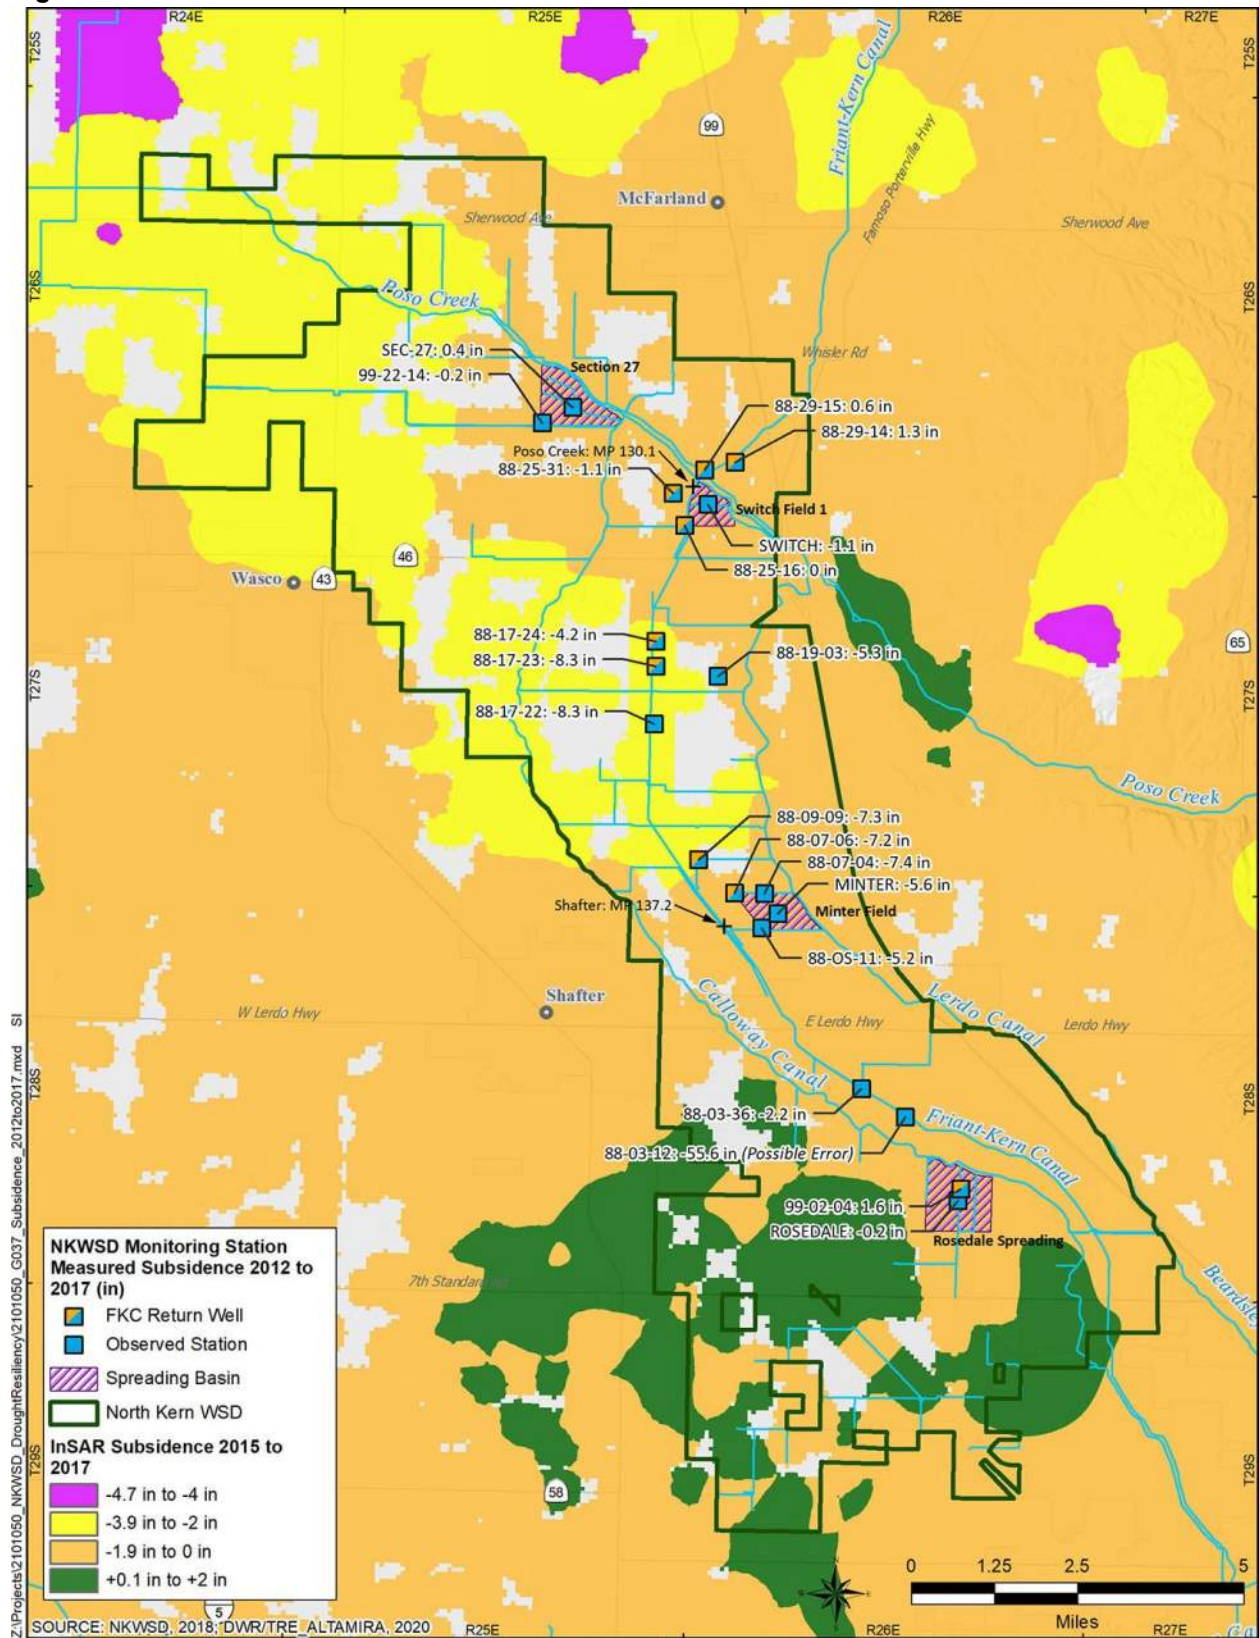 R24E
R25E
R26E
R27E
T25S
T25S
99
Friant-Kern Canal
Famoso Porterville Hwy
McFarland
Sherwood Ave
Sherwood Ave
T26S
T26S
Poso Creek
Whisler Rd
SEC-27: 0.4 in
Section 27
99-22-14: -0.2 in
88-29-15: 0.6 in
88-29-14: 1.3 in
Poso Creek: MP 130.1
88-25-31: -1.1 in
Switch Field 1
SWITCH: -1.1 in
88-25-16: 0 in
46
Wasco
43
65
88-17-24: -4.2 in
88-17-23: -8.3 in
88-19-03: -5.3 in
T27S
T27S
88-17-22: -8.3 in
Poso Creek
88-09-09: -7.3 in
88-07-06: -7.2 in
88-07-04: -7.4 in
MINTER: -5.6 in
Shafter: MP 137.2
Minter Field
88-OS-11: -5.2 in
Shafter
W Lerdo Hwy
Calloway Canal
E Lerdo Hwy
Lerdo Canal
Lerdo Hwy
T28S
T28S
88-03-36: -2.2 in
88-03-12: -55.6 in (Possible Error)
Friant-Kern Canal
99-02-04: 1.6 in
ROSEDALE: -0.2 in
Rosedale Spreading
7th Standard
Beardsle
NKWSD Monitoring Station
Measured Subsidence 2012 to
2017 (in)
FKC Return Well
Observed Station
Spreading Basin
North Kern WSD
InSAR Subsidence 2015 to
2017
-4.7 in to -4 in
-3.9 in to -2 in
-1.9 in to 0 in
+0.1 in to +2 in
T29S
T29S
58
5
0 1.25 2.5 5
Miles
SOURCE: NKWSD, 2018; DWR/TRE_ALTAMIRA, 2020
R25E
R26E
R27E
Z:\Projects\2101050_NKWSD_DroughtResiliency\2101050_G037_Subsidence_2012to2017.mxd SI